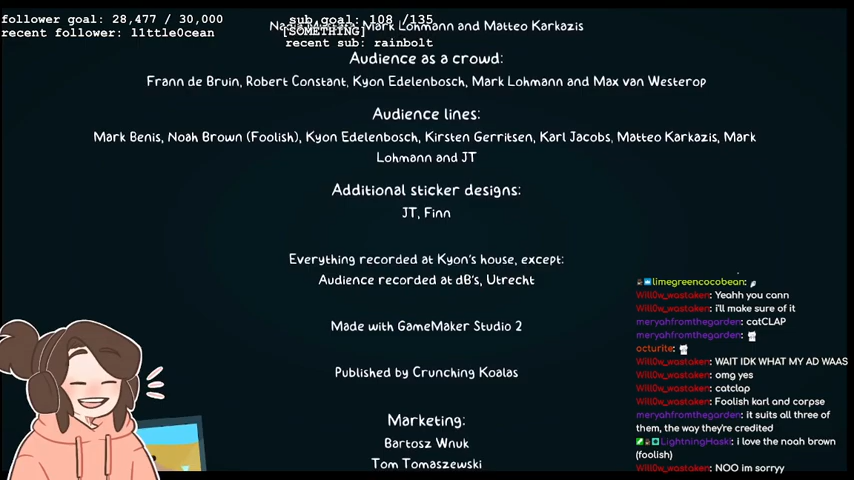 follower goal: 28,477 / 30,000
sub goal: 108 /135
recent follower: l1ttle0cean
[SOMETHING]
Mark Lohmann and Matteo Karkazis
recent sub: rainbolt
Audience as a crowd:
Frann de Bruin, Robert Constant, Kyon Edelenbosch, Mark Lohmann and Max van Westerop
Audience lines:
Mark Benis, Noah Brown (Foolish), Kyon Edelenbosch, Kirsten Gerritsen, Karl Jacobs, Matteo Karkazis, Mark
Lohmann and JT
Additional sticker designs:
JT, Finn
Everything recorded at Kyon's house, except:
Audience recorded at dB's, Utrecht
Made with GameMaker Studio 2
Published by Crunching Koalas
Marketing:
Bartosz Wnuk
Tom Tomaszewski
limegreencocobean:
Will0w_wastaken: Yeahh you cann
Will0w_wastaken: i'll make sure of it
meryahfromthegarden: catCLAP
meryahfromthegarden:
octurite:
Will0w_wastaken: WAIT IDK WHAT MY AD WAAS
Will0w_wastaken: omg yes
Will0w_wastaken: catclap
Will0w_wastaken: Foolish karl and corpse
meryahfromthegarden: it suits all three of
them, the way they're credited
LightningHaski: i love the noah brown
(foolish)
Will0w_wastaken: NOO im sorryy